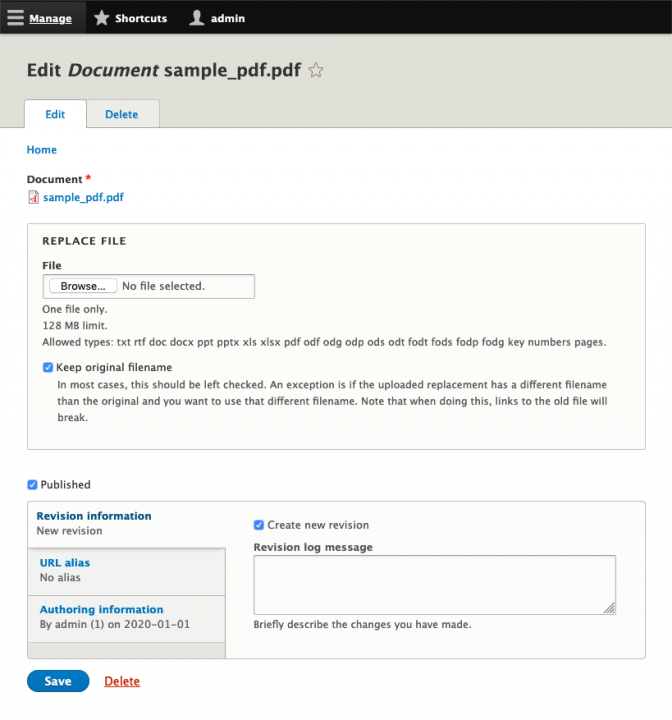 Manage Shortcuts admin
Edit Document sample_pdf.pdf
Edit Delete
Home
Document *
sample_pdf.pdf
REPLACE FILE
File
Browse... No file selected.
One file only.
128 MB limit.
Allowed types: txt rtf doc docx ppt pptx xls xlsx pdf odf odg odp ods odt fodt fods fodp fodg key numbers pages.
Keep original filename
In most cases, this should be left checked. An exception is if the uploaded replacement has a different filename
than the original and you want to use that different filename. Note that when doing this, links to the old file will
break.
Published
Revision information
New revision
URL alias
No alias
Authoring information
By admin (1) on 2020-01-01
Create new revision
Revision log message
Briefly describe the changes you have made.
Save Delete